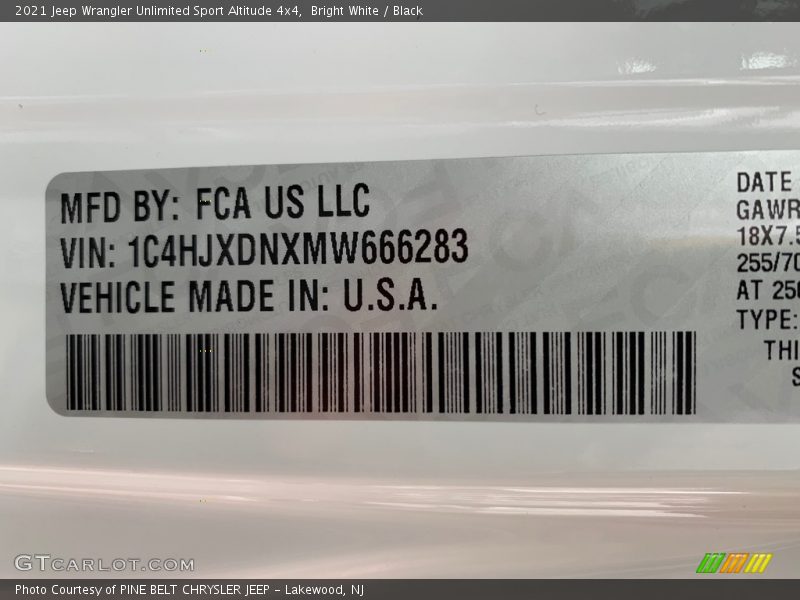 2021 Jeep Wrangler Unlimited Sport Altitude 4x4, Bright White / Black
MFD BY: FCA US LLC
VIN: 1C4HJXDNXMW666283
VEHICLE MADE IN: U.S.A.
DATE
GAWR
18X7.5
255/70
AT 250
TYPE:
THI
S
GTCARLOT.COM
Photo Courtesy of PINE BELT CHRYSLER JEEP - Lakewood, NJ